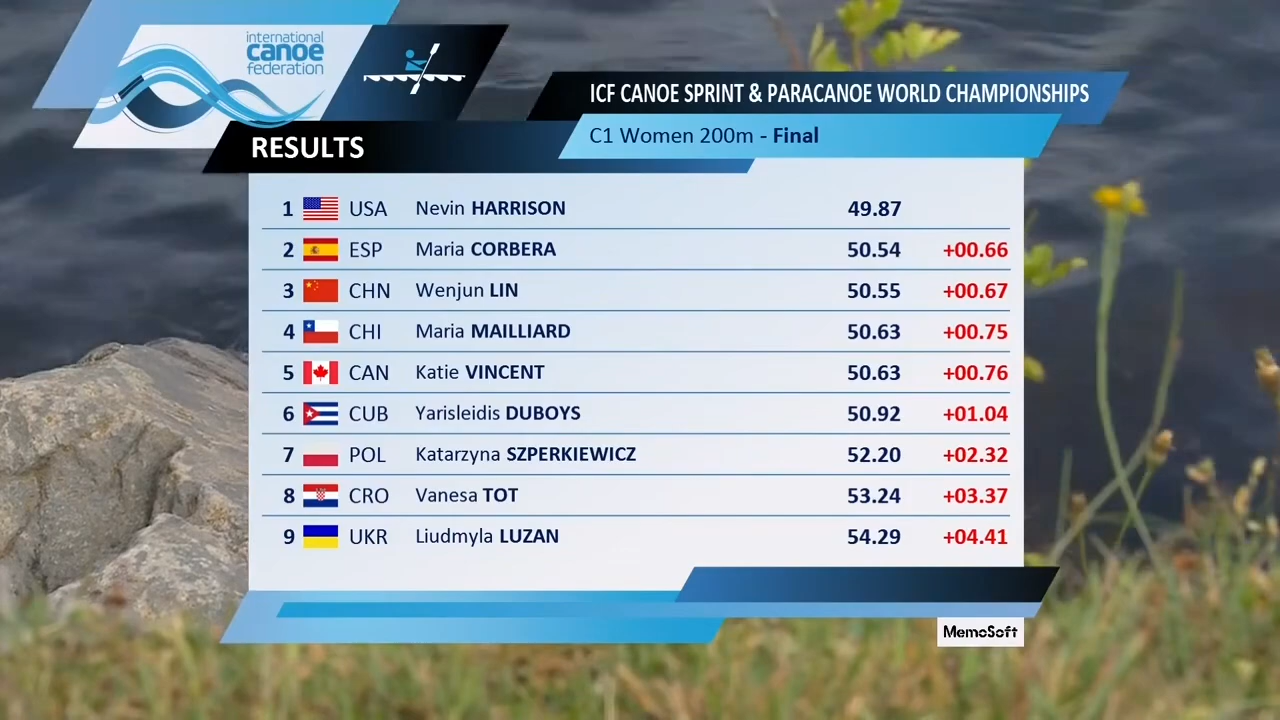 international
canoe
federation
ICF CANOE SPRINT & PARACANOE WORLD CHAMPIONSHIPS
C1 Women 200m - Final
RESULTS
1 USA Nevin HARRISON 49.87
2 ESP Maria CORBERA 50.54 +00.66
3 CHN Wenjun LIN 50.55 +00.67
4 CHI Maria MAILLIARD 50.63 +00.75
5 CAN Katie VINCENT 50.63 +00.76
6 CUB Yarisleidis DUBOYS 50.92 +01.04
7 POL Katarzyna SZPERKIEWICZ 52.20 +02.32
8 CRO Vanesa TOT 53.24 +03.37
9 UKR Liudmyla LUZAN 54.29 +04.41
MemoSoft